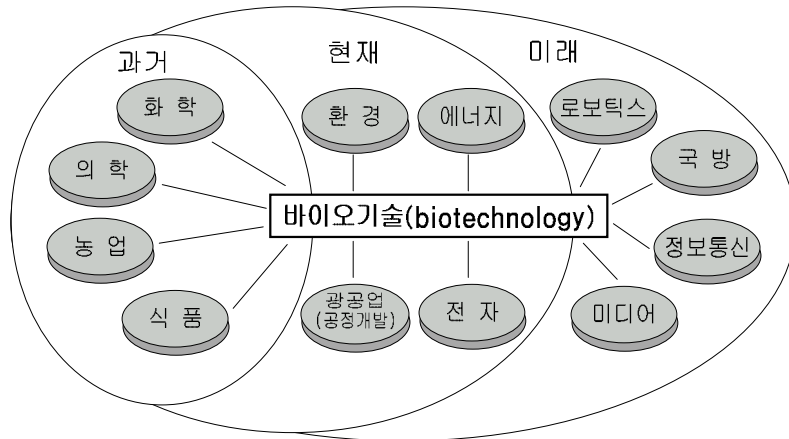 과거
현재
미래
화 학
환 경
에너지
로보틱스
의 학
국 방
바이오기술(biotechnology)
농 업
정보통신
식 품
광공업
(공정개발)
전 자
미디어